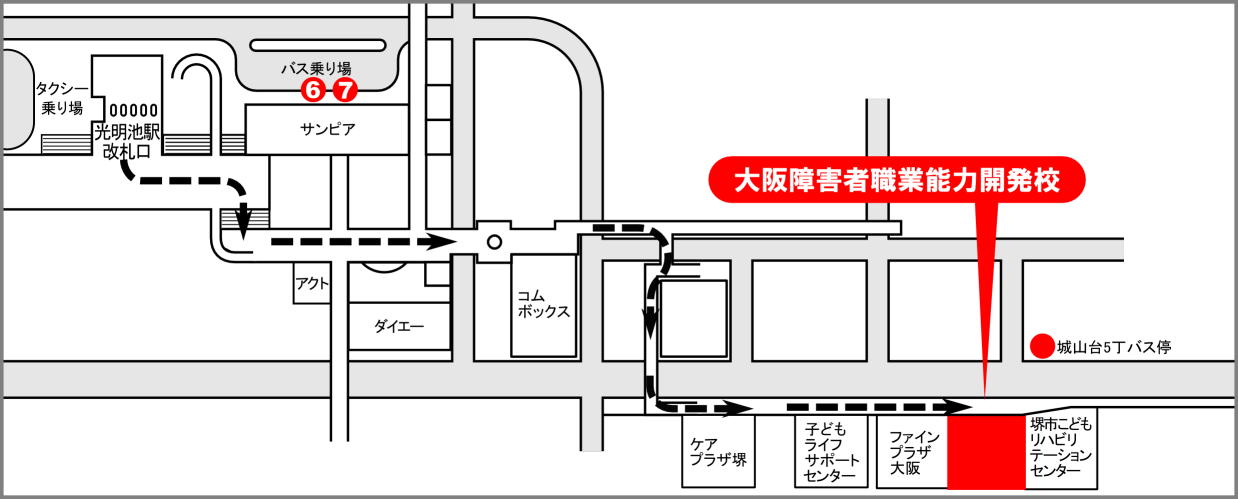 バス乗り場
6 7
タクシー
乗り場
サンピア
光明池駅
改札口
大阪障害者職業能力開発校
アクト
コム
ボックス
ダイエー
城山台5丁バス停
ケア
プラザ堺
子ども
ライフ
サポート
センター
ファイン
プラザ
大阪
堺市こども
リハビリ
テーション
センター